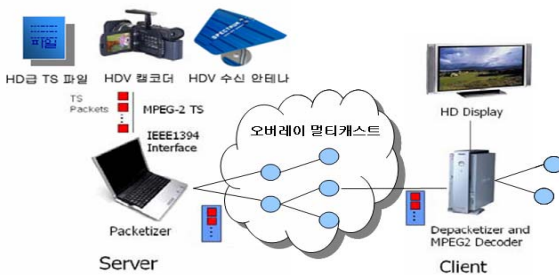 HD급 TS 파일
HDV 캠코더
HDV 수신 안테나
TS
Packets
MPEG-2 TS
IEEE1394
Interface
오버레이 멀티캐스트
HD Display
Packetizer
Depacketizer and
MPEG2 Decoder
Server
Client